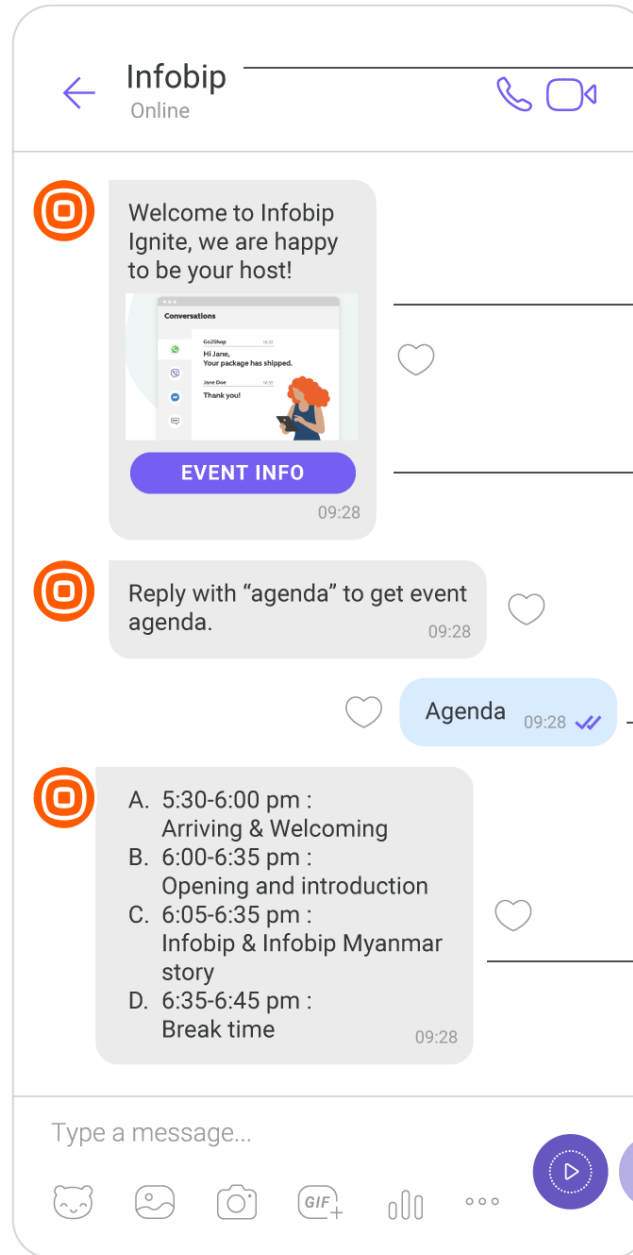 Infobip
Online
Welcome to Infobip
Ignite, we are happy
to be your host!
Conversations
Go2Shop 14:35
Hi Jane,
Your package has shipped.
Jane Doe 14:35
Thank you!
EVENT INFO
09:28
Reply with “agenda” to get event
agenda.
09:28
Agenda
09:28
A. 5:30-6:00 pm :
Arriving & Welcoming
B. 6:00-6:35 pm :
Opening and introduction
C. 6:05-6:35 pm :
Infobip & Infobip Myanmar
story
D. 6:35-6:45 pm :
Break time
09:28
Type a message...
GIF